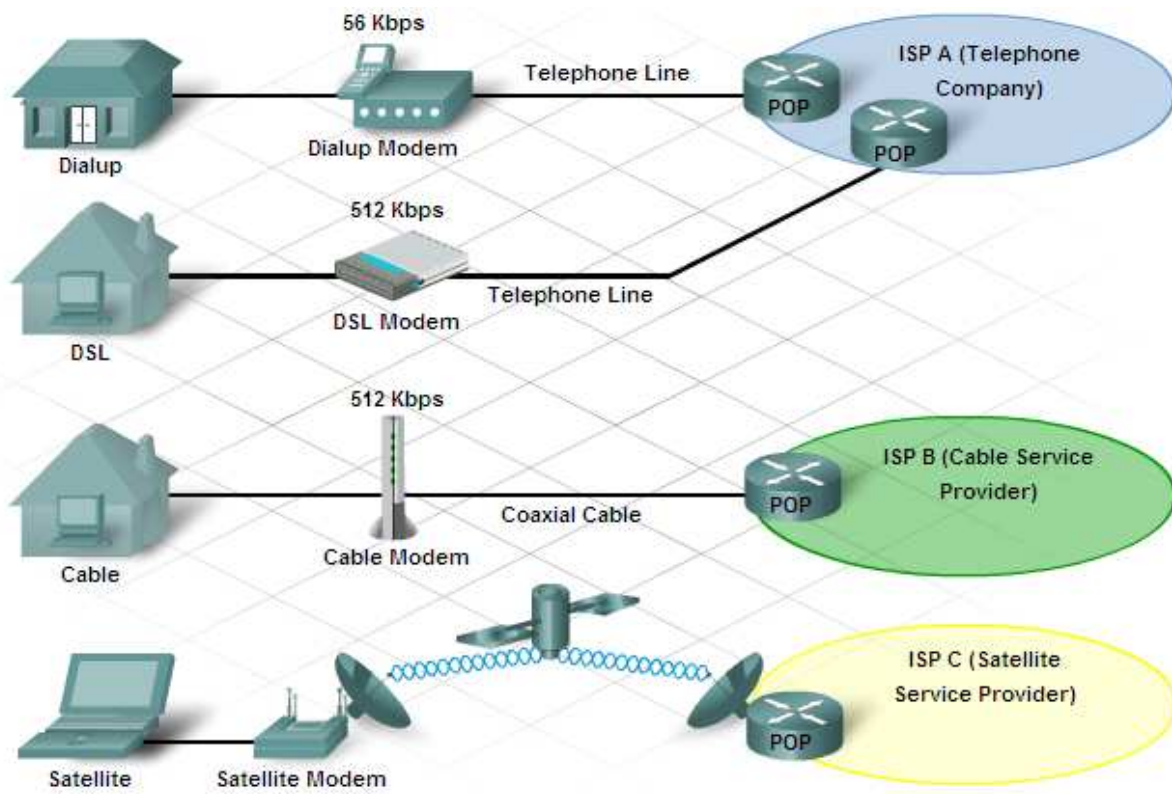 56 Kbps
Telephone Line
ISP A (Telephone
Company)
POP
POP
Dialup Modem
Dialup
512 Kbps
Telephone Line
DSL Modem
DSL
512 Kbps
ISP B (Cable Service
Provider)
POP
Coaxial Cable
Cable Modem
Cable
ISP C (Satellite
Service Provider)
POP
Satellite
Satellite Modem